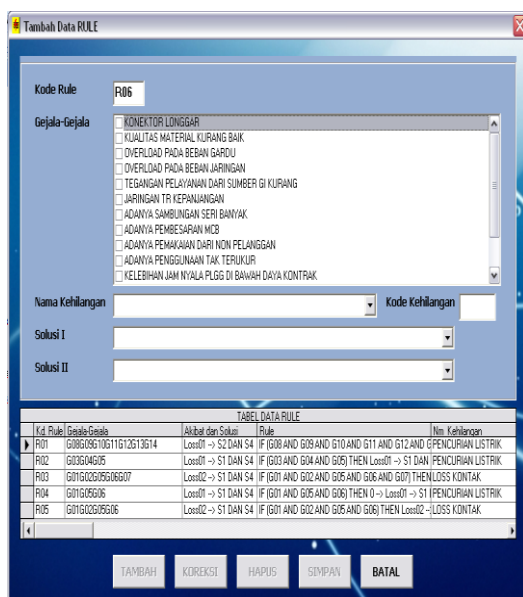 Tambah Data RULE
Kode Rule R06
Gejala-Gejala
KONEKTOR LONGGAR
KUALITAS MATERIAL KURANG BAIK
OVERLOAD PADA BEBAN GARDU
OVERLOAD PADA BEBAN JARINGAN
TEGANGAN PELAYANAN DARI SUMBER GI KURANG
JARINGAN TR KEPANJANGAN
ADANYA SAMBUNGAN SERI BANYAK
ADANYA PEMBESARAN MCB
ADANYA PEMAKAIAN DARI NON PELANGGAN
ADANYA PENGGUNAAN TAK TERUKUR
KELEBIHAN JAM NYALA PLGG DI BAWAH DAYA KONTRAK
Nama Kehilangan Kode Kehilangan
Solusi I
Solusi II
TABEL DATA RULE
Kd. Rule Gejala-Gejala Akibat dan Solusi Rule Nm_Kehilangan
R01 G08G09G10G11G12G13G14 Loss01 -> S2 DAN S4 IF (G08 AND G09 AND G10 AND G11 AND G12 AND G PENCURIAN LISTRIK
R02 G03G04G05 Loss01 -> S1 DAN S4 IF (G03 AND G04 AND G05) THEN Loss01 -> S1 DAN PENCURIAN LISTRIK
R03 G01G02G05G06G07 Loss02 -> S1 DAN S4 IF (G01 AND G02 AND G05 AND G06 AND G07) THEN LOSS KONTAK
R04 G01G05G06 Loss01 -> S1 DAN S4 IF (G01 AND G05 AND G06) THEN 0 -> Loss01 -> S1 PENCURIAN LISTRIK
R05 G01G02G05G06 Loss02 -> S1 DAN S4 IF (G01 AND G02 AND G05 AND G06) THEN Loss02 - LOSS KONTAK
TAMBAH KOREKSI HAPUS SIMPAN BATAL